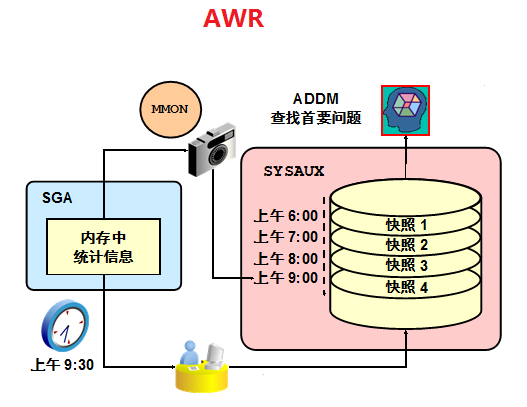 AWR
MMON
ADDM
查找首要问题
SYSAUX
SGA
内存中
统计信息
上午 6:00
上午 7:00
上午 8:00
上午 9:00
快照 1
快照 2
快照 3
快照 4
上午 9:30